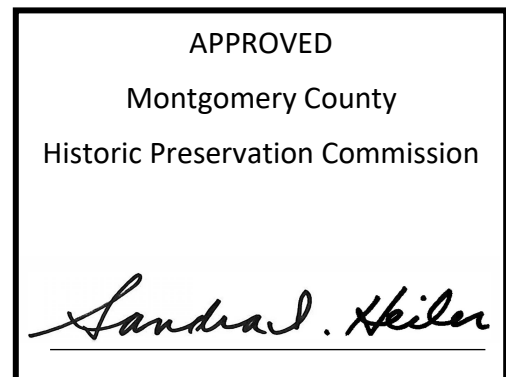 APPROVED
Montgomery County
Historic Preservation Commission
Sandra I. Heiler